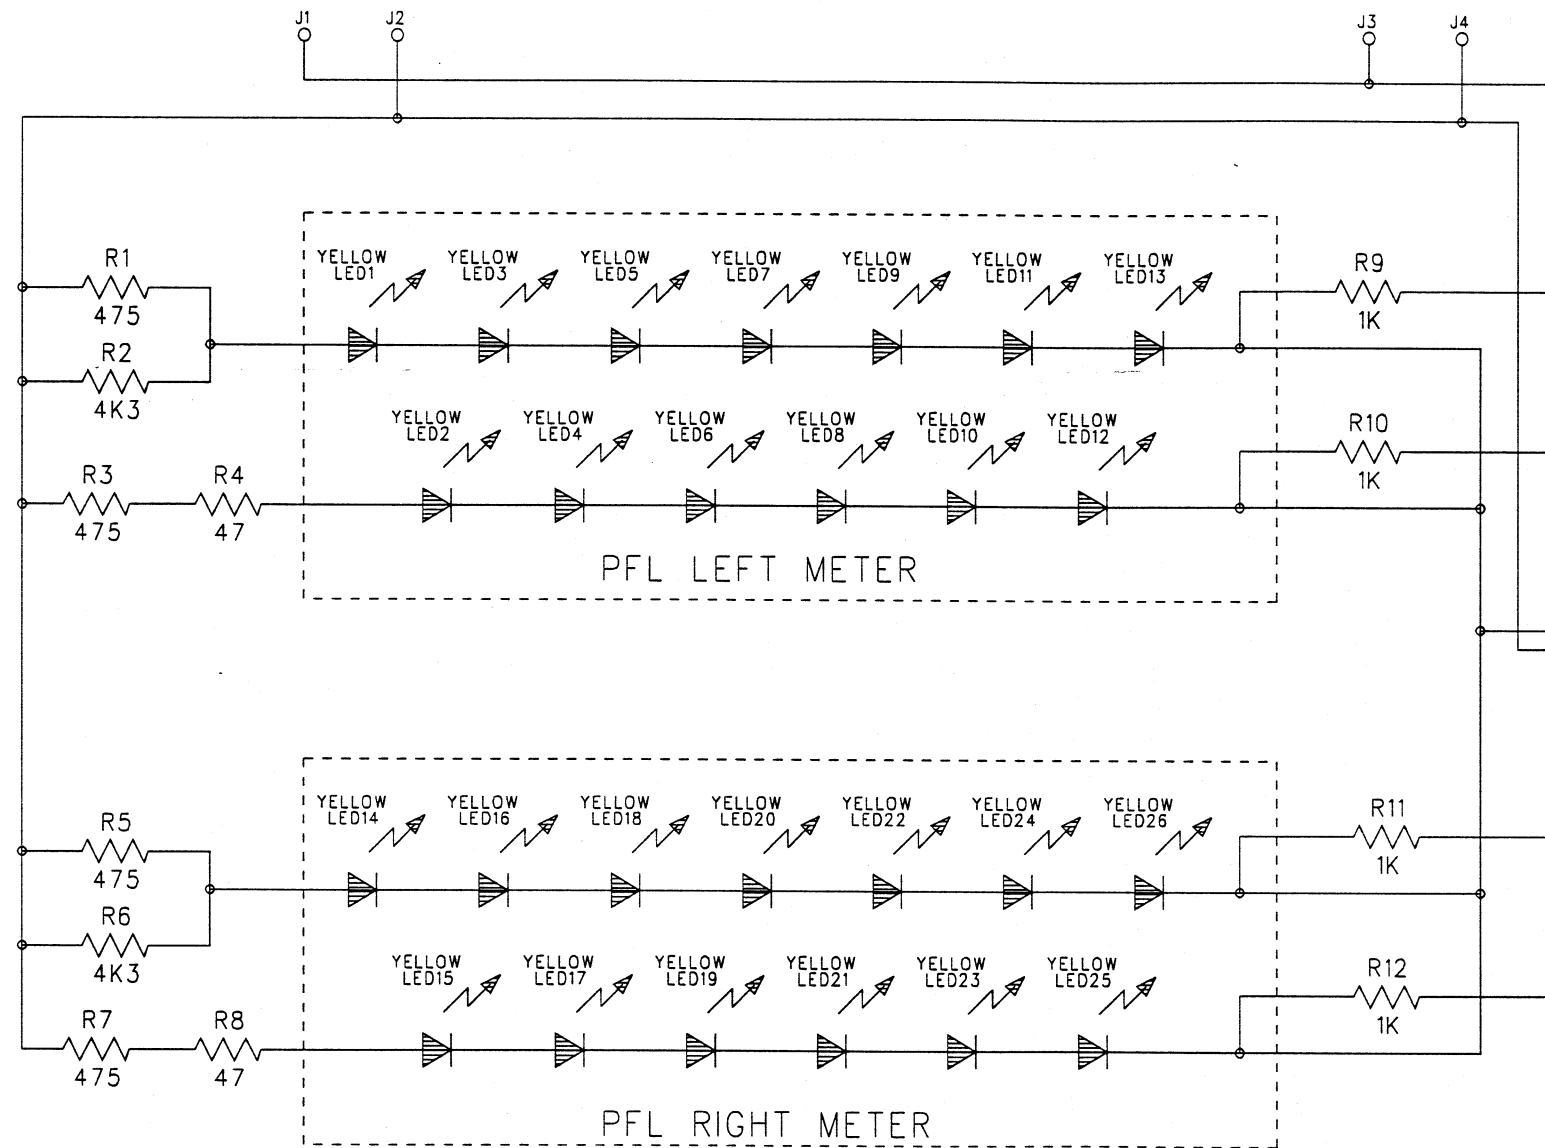 J1 J2 J3 J4
R1
475
R2
4K3
R3 R4
475 47
YELLOW YELLOW YELLOW YELLOW YELLOW YELLOW YELLOW
LED1 LED3 LED5 LED7 LED9 LED11 LED13
YELLOW YELLOW YELLOW YELLOW YELLOW YELLOW
LED2 LED4 LED6 LED8 LED10 LED12
PFL LEFT METER
R9
1K
R10
1K
R5
475
R6
4K3
R7 R8
475 47
YELLOW YELLOW YELLOW YELLOW YELLOW YELLOW YELLOW
LED14 LED16 LED18 LED20 LED22 LED24 LED26
YELLOW YELLOW YELLOW YELLOW YELLOW YELLOW
LED15 LED17 LED19 LED21 LED23 LED25
PFL RIGHT METER
R11
1K
R12
1K